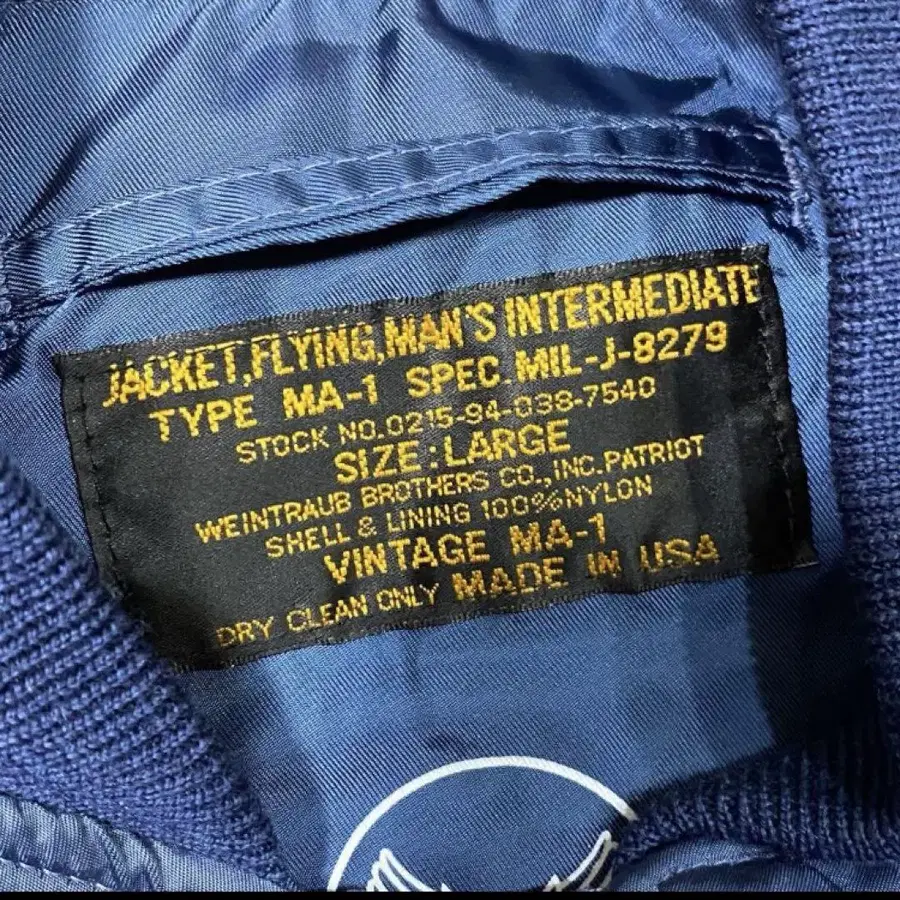 JACKET,FLYING,MAN'S INTERMEDIATE
TYPE MA-1 SPEC.MIL-J-8279
STOCK NO.0215-94-038-7540
SIZE:LARGE
WEINTRAUB BROTHERS CO.,INC.PATRIOT
SHELL & LINING 100%NYLON
VINTAGE MA-1
DRY CLEAN ONLY MADE IN USA